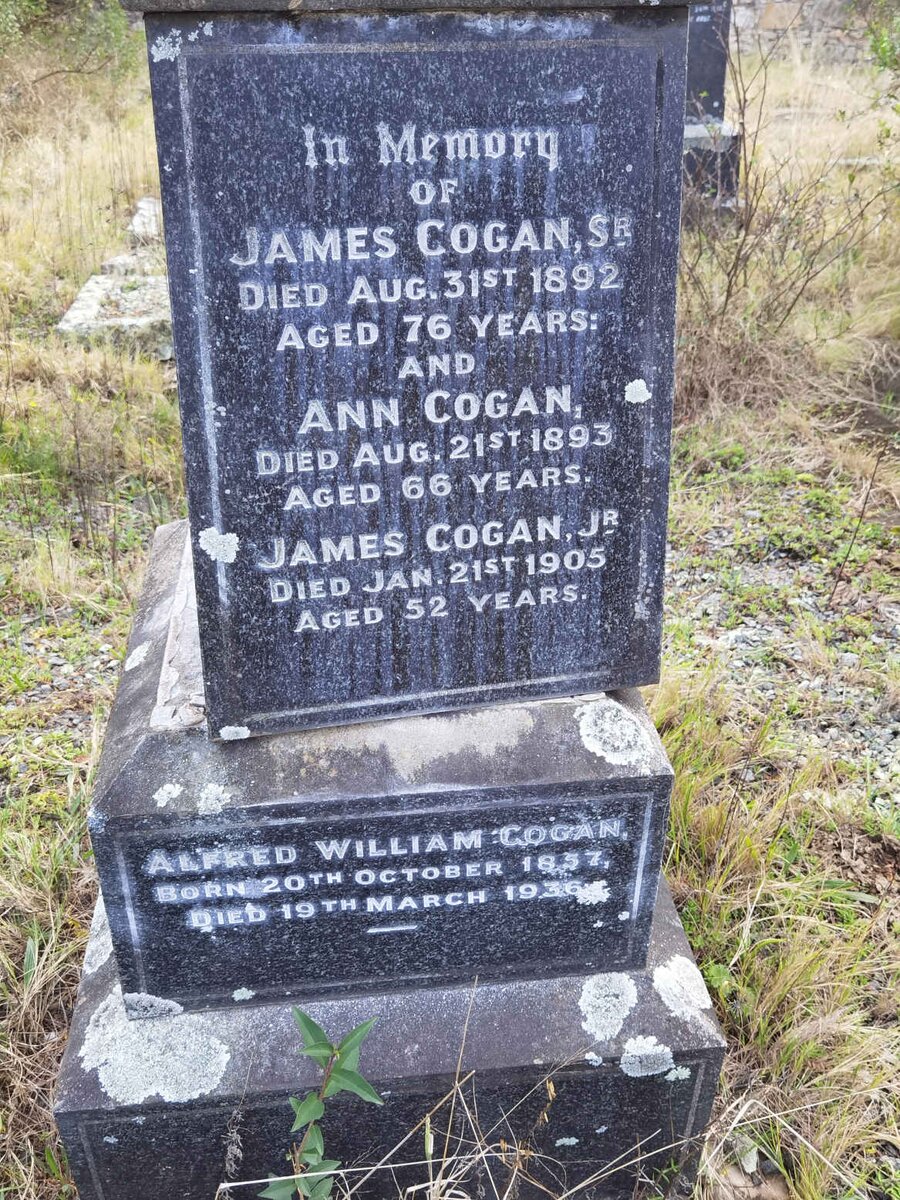 In Memory
OF
JAMES COGAN, SR
DIED AUG. 31ST 1892
AGED 76 YEARS:
AND
ANN COGAN,
DIED AUG. 21ST 1893
AGED 66 YEARS.
JAMES COGAN, JR
DIED JAN. 21ST 1905
AGED 52 YEARS.
ALFRED WILLIAM COGAN,
BORN 20TH OCTOBER 1857,
DIED 19TH MARCH 1936